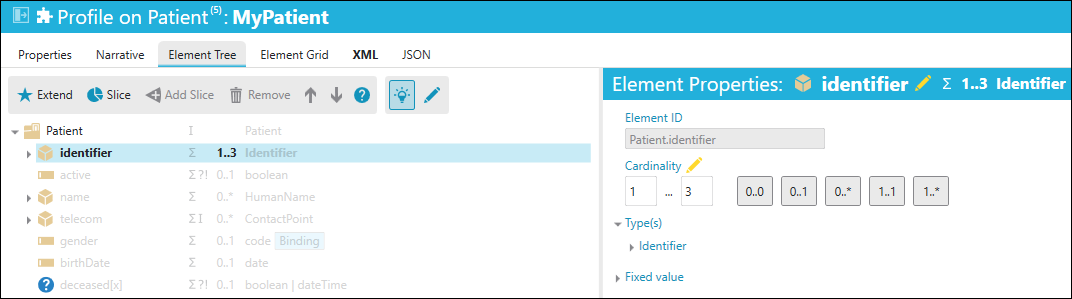 Profile on Patient (5) : MyPatient
Properties Narrative Element Tree Element Grid XML JSON
Extend Slice Add Slice Remove ?
Patient I Patient
identifier Σ 1..3 Identifier
active Σ?! 0..1 boolean
name Σ 0..* HumanName
telecom Σ I 0..* ContactPoint
gender Σ 0..1 code Binding
birthDate Σ 0..1 date
? deceased[x] Σ?! 0..1 boolean | dateTime
Element Properties: identifier Σ 1..3 Identifier
Element ID
Patient.identifier
Cardinality
1 ... 3 0..0 0..1 0..* 1..1 1..*
Type(s)
Identifier
Fixed value